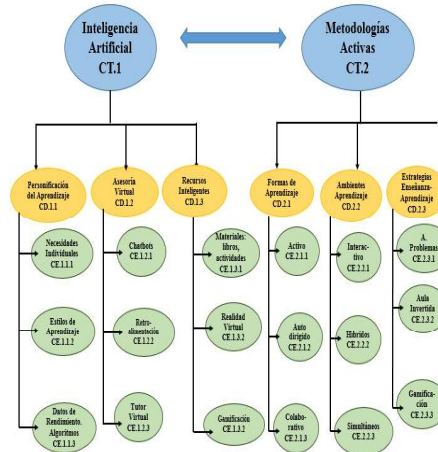 Inteligencia
Artificial
CT.1
Metodologías
Activas
CT.2
Personificación
del Aprendizaje
CD.1.1
Asesoría
Virtual
CD.1.2
Recursos
Inteligentes
CD.1.3
Formas de
Aprendizaje
CD.2.1
Ambientes
Aprendizaje
CD.2.2
Estrategias
Enseñanza-
Aprendizaje
CD.2.3
Necesidades
Individuales
CE.1.1.1
Chatbots
CE.1.2.1
Materiales:
libros,
actividades
CE.1.3.1
Activo
CE.2.1.1
Interac-
tivo
CE.2.2.1
A.
Problemas
CE.2.3.1
Estilos de
Aprendizaje
CE.1.1.2
Retro-
alimentación
CE.1.2.2
Realidad
Virtual
CE.1.3.2
Auto
dirigido
CE.2.1.2
Híbridos
CE.2.2.2
Aula
Invertida
CE.2.3.2
Datos de
Rendimiento.
Algoritmos
CE.1.1.3
Tutor
Virtual
CE.1.2.3
Gamificación
CE.1.3.2
Colabo-
rativo
CE.2.1.3
Simultáneos
CE.2.2.3
Gamifica-
ción
CE.2.3.3